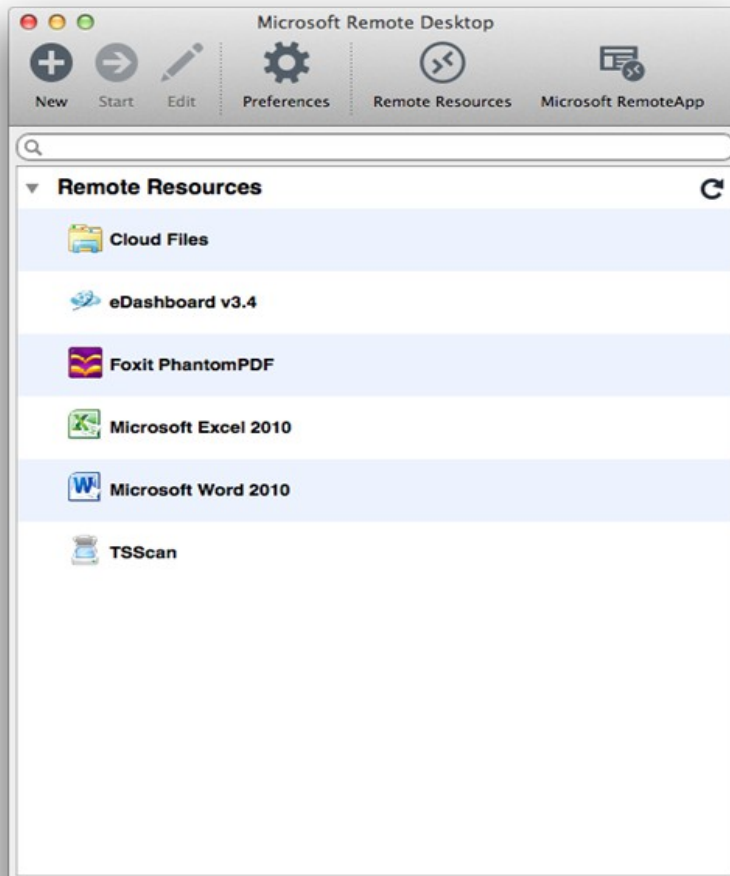 Microsoft Remote Desktop
New Start Edit Preferences Remote Resources Microsoft RemoteApp
Remote Resources
Cloud Files
eDashboard v3.4
Foxit PhantomPDF
Microsoft Excel 2010
Microsoft Word 2010
TSScan